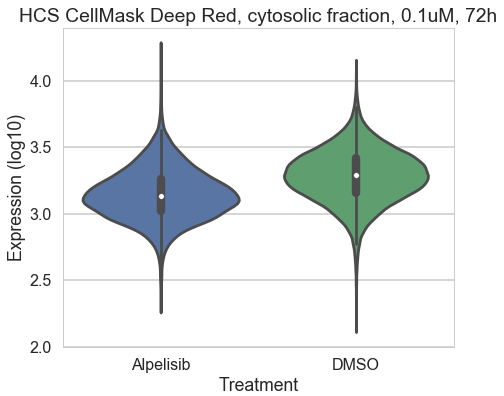 HCS CellMask Deep Red, cytosolic fraction, 0.1uM, 72h
Expression (log10)
4.0
3.5
3.0
2.5
2.0
Alpelisib DMSO
Treatment